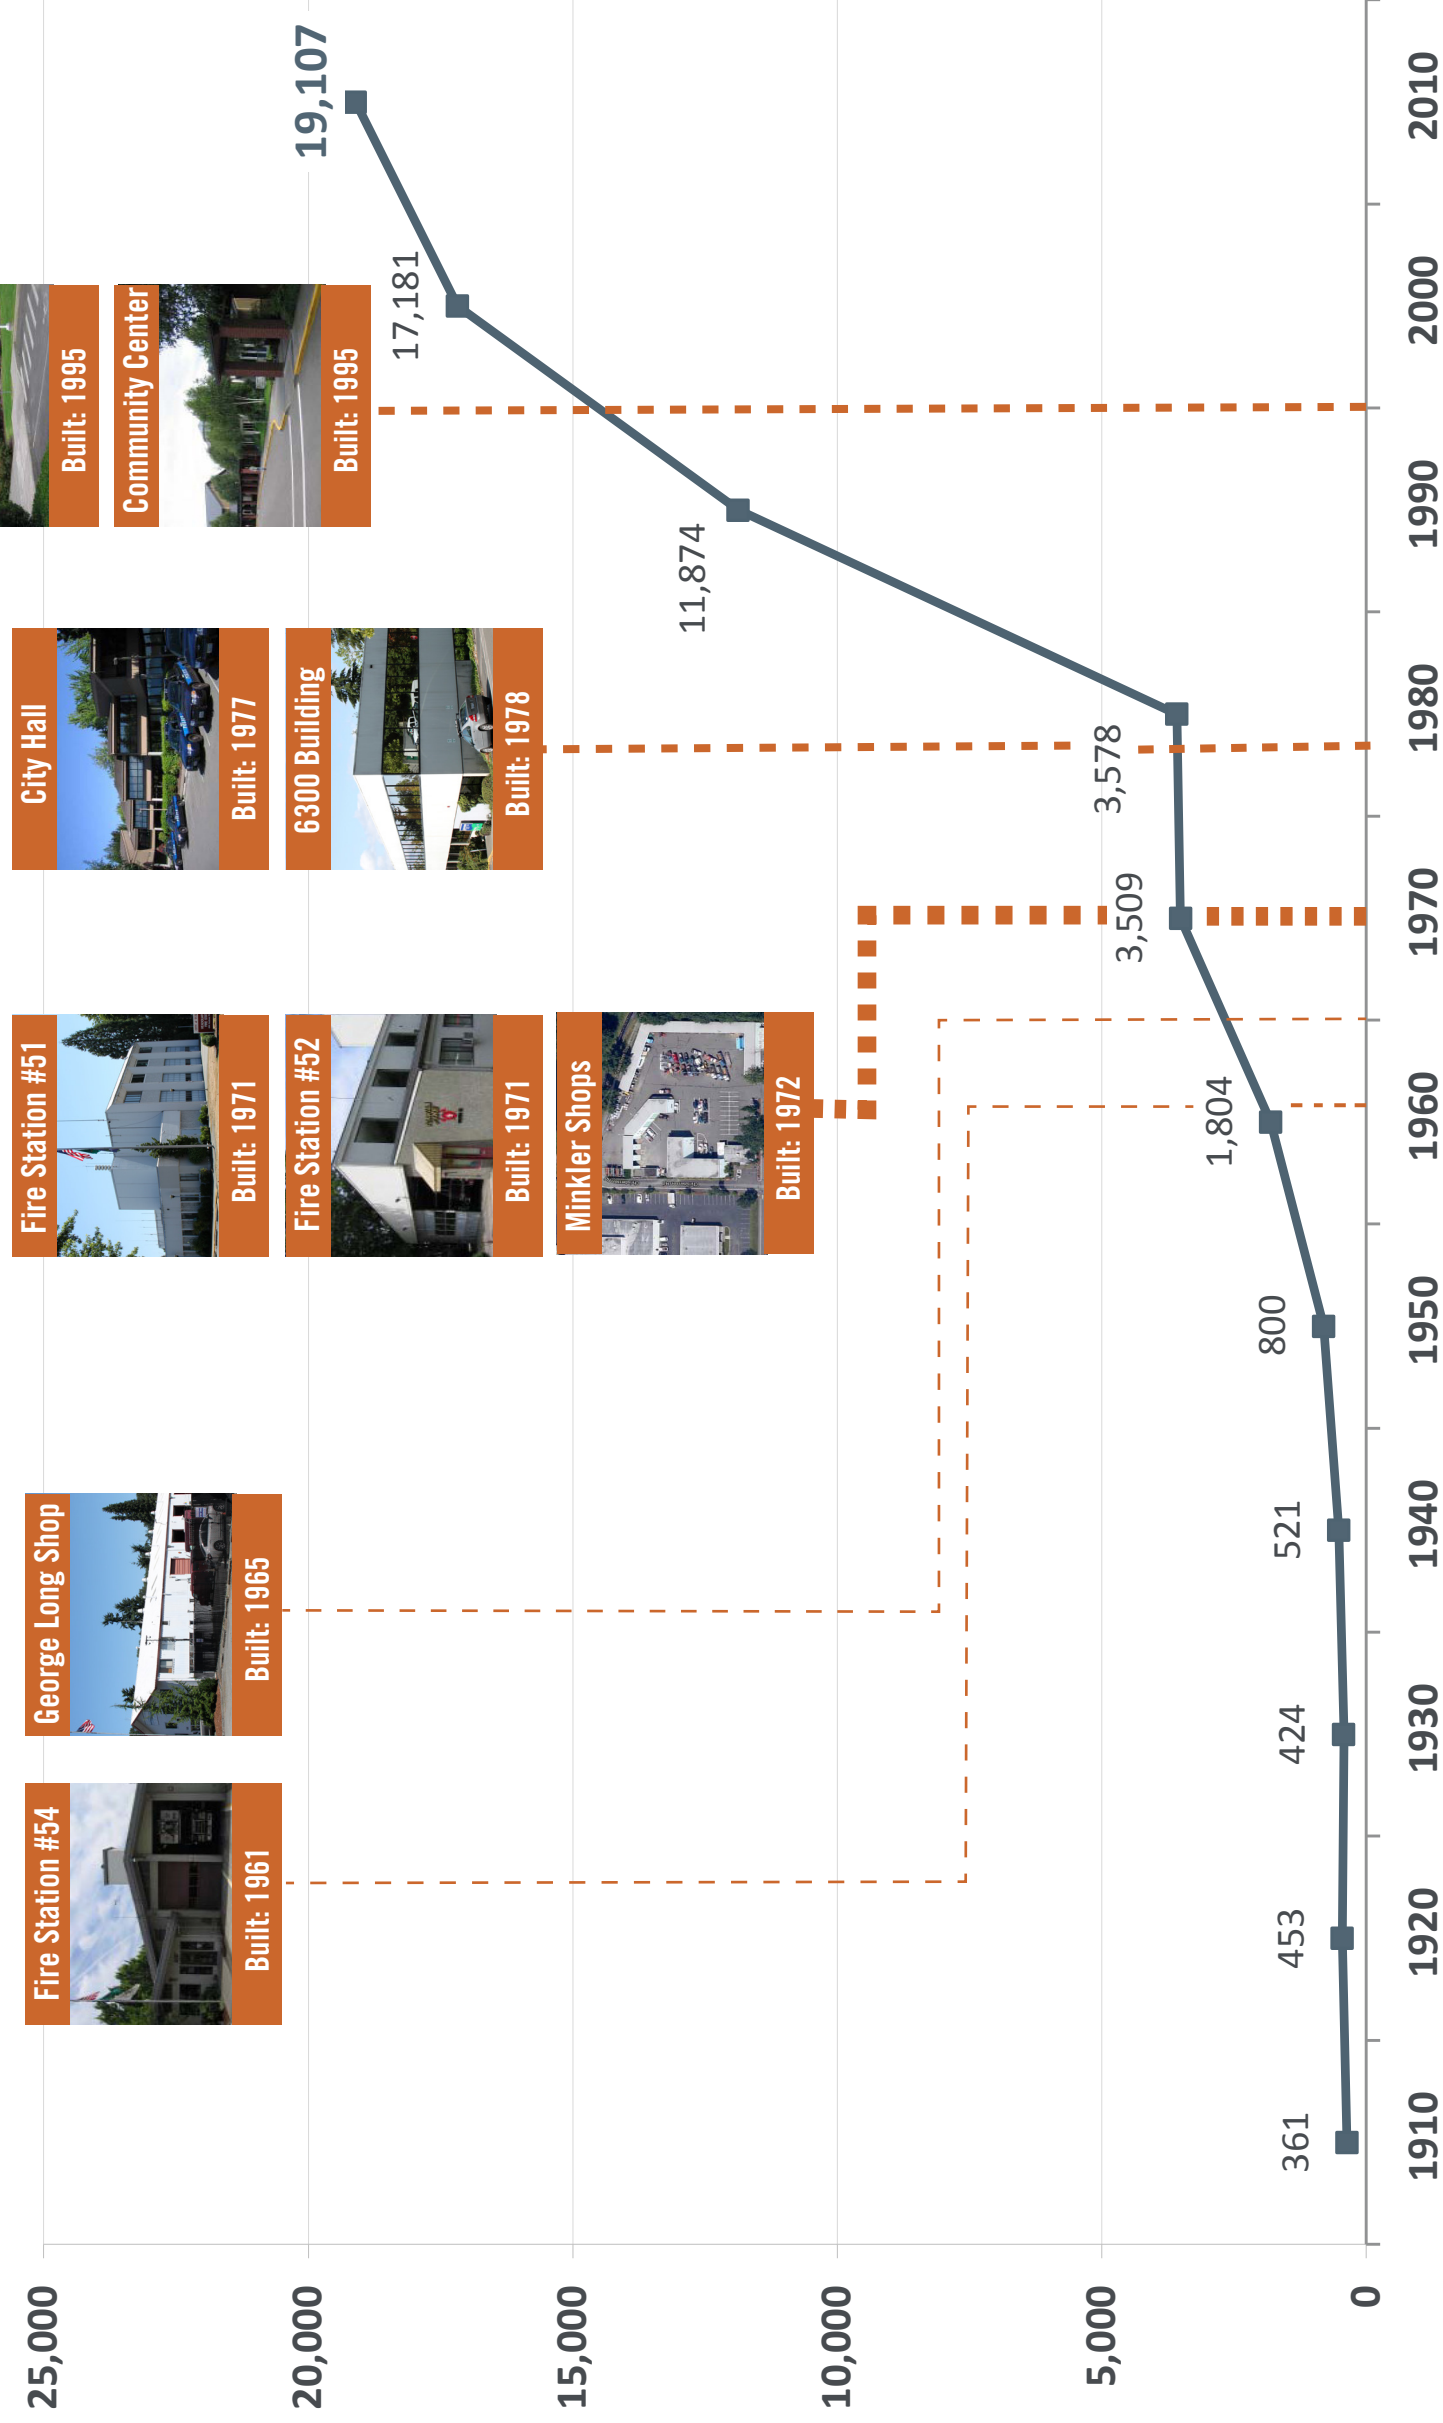 25,000
20,000
15,000
10,000
5,000
0
Fire Station #54
Built: 1961
George Long Shop
Built: 1965
Fire Station #51
Built: 1971
Fire Station #52
Built: 1971
Minkler Shops
Built: 1972
City Hall
Built: 1977
6300 Building
Built: 1978
Built: 1995
Community Center
Built: 1995
361
453
424
521
800
1,804
3,509
3,578
11,874
17,181
19,107
1910
1920
1930
1940
1950
1960
1970
1980
1990
2000
2010